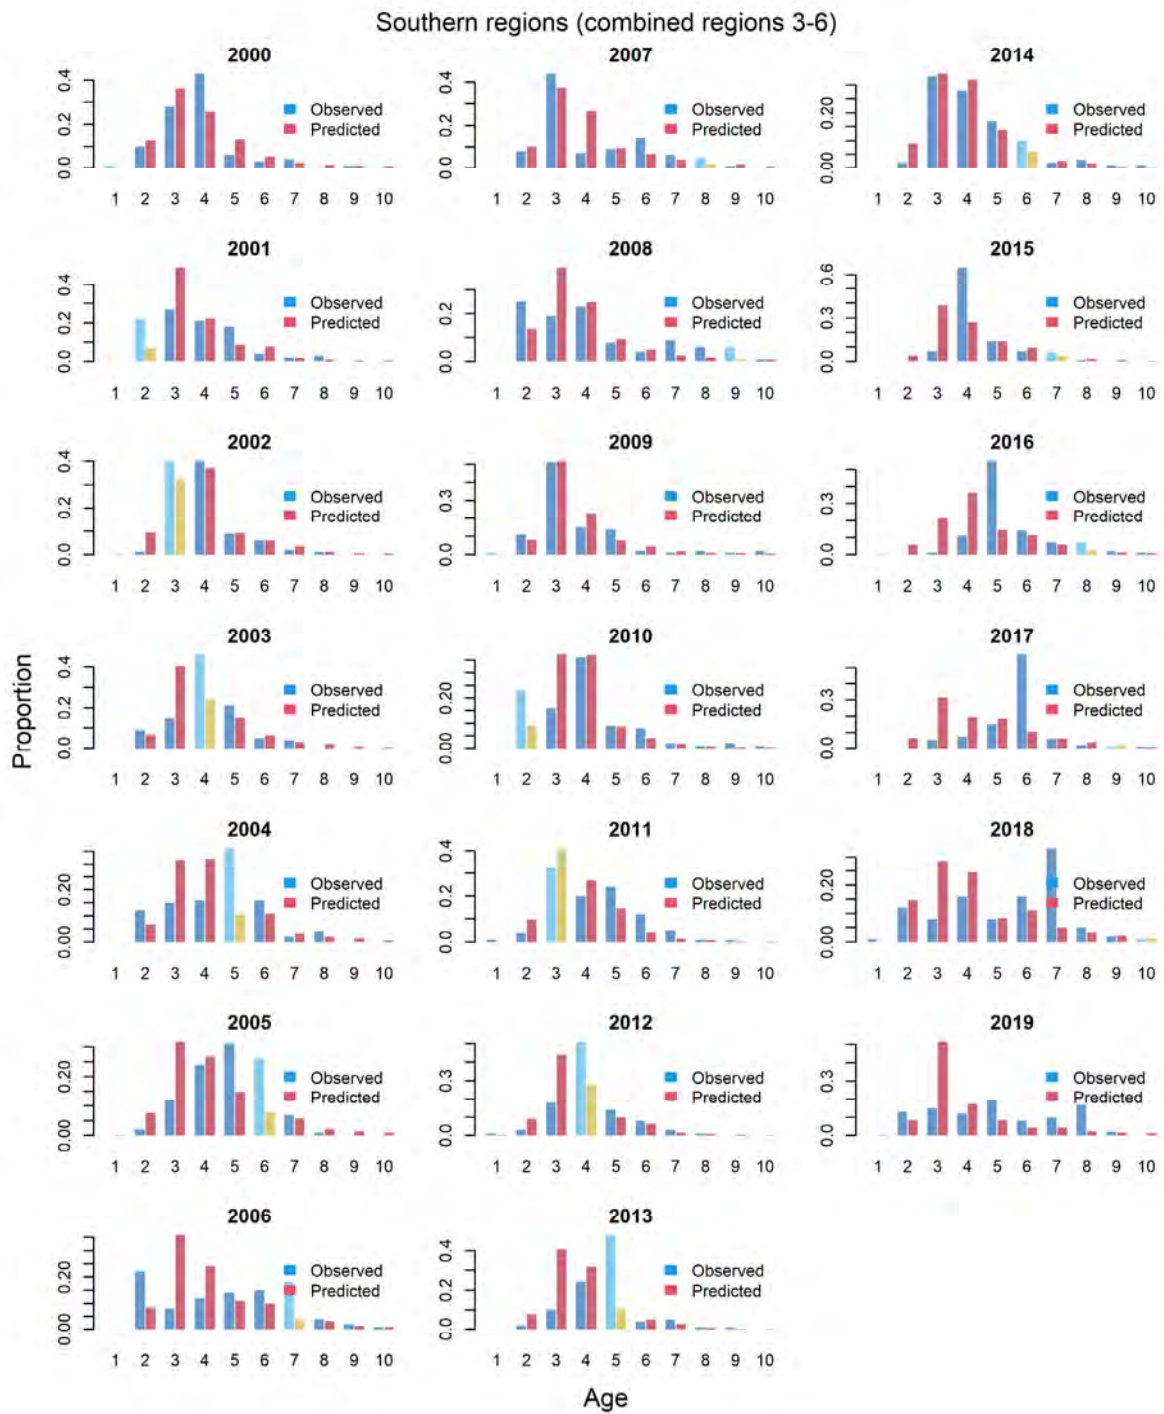 Southern regions (combined regions 3-6)
Proportion
2000
0.0 0.2 0.4
Observed
Predicted
1 2 3 4 5 6 7 8 9 10
2001
0.0 0.2 0.4
Observed
Predicted
1 2 3 4 5 6 7 8 9 10
2002
0.0 0.2 0.4
Observed
Predicted
1 2 3 4 5 6 7 8 9 10
2003
0.0 0.2 0.4
Observed
Predicted
1 2 3 4 5 6 7 8 9 10
2004
0.00 0.20
Observed
Predicted
1 2 3 4 5 6 7 8 9 10
2005
0.00 0.20
Observed
Predicted
1 2 3 4 5 6 7 8 9 10
2006
0.00 0.20
Observed
Predicted
1 2 3 4 5 6 7 8 9 10
2007
0.0 0.2 0.4
Observed
Predicted
1 2 3 4 5 6 7 8 9 10
2008
0.0 0.2
Observed
Predicted
1 2 3 4 5 6 7 8 9 10
2009
0.0 0.3
Observed
Predicted
1 2 3 4 5 6 7 8 9 10
2010
0.00 0.20
Observed
Predicted
1 2 3 4 5 6 7 8 9 10
2011
0.0 0.2 0.4
Observed
Predicted
1 2 3 4 5 6 7 8 9 10
2012
0.0 0.3
Observed
Predicted
1 2 3 4 5 6 7 8 9 10
2013
0.0 0.2 0.4
Observed
Predicted
1 2 3 4 5 6 7 8 9 10
2014
0.00 0.20
Observed
Predicted
1 2 3 4 5 6 7 8 9 10
2015
0.0 0.3 0.6
Observed
Predicted
1 2 3 4 5 6 7 8 9 10
2016
0.0 0.3
Observed
Predicted
1 2 3 4 5 6 7 8 9 10
2017
0.0 0.3
Observed
Predicted
1 2 3 4 5 6 7 8 9 10
2018
0.00 0.20
Observed
Predicted
1 2 3 4 5 6 7 8 9 10
2019
0.0 0.3
Observed
Predicted
1 2 3 4 5 6 7 8 9 10
Age